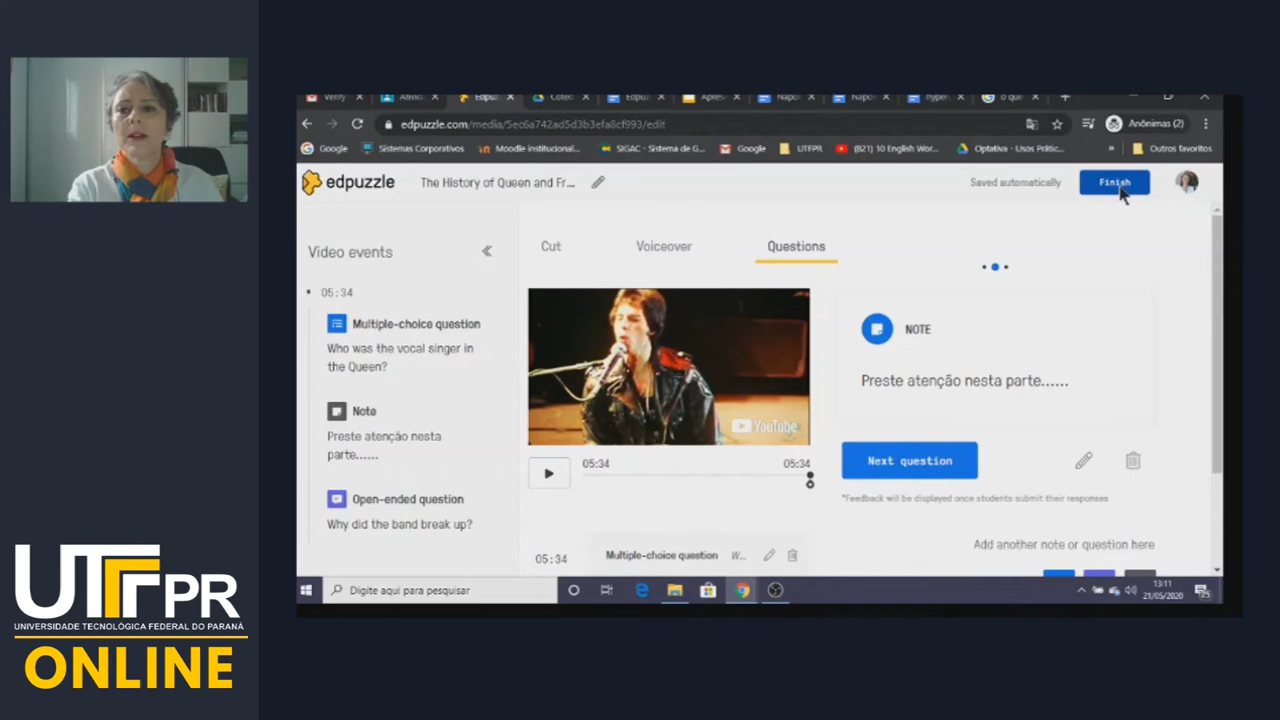 edpuzzle.com/media/5ec6a742ad5d3b3efa8cf993/edit
Anônimas (2)
Google
Sistemas Corporativos
Moodle institucional...
SIGAC - Sistema de G...
Google
UTFPR
(821) 10 English Wor...
Optativa - Usos Prátic...
»
Outros favoritos
edpuzzle
The History of Queen and Fr...
Saved automatically
Finish
Video events
«
Cut
Voiceover
Questions
05:34
Multiple-choice question
Who was the vocal singer in
the Queen?
Note
Preste atenção nesta
parte......
Open-ended question
Why did the band break up?
YouTube
05:34
05:34
05:34
Multiple-choice question
W...
NOTE
Preste atenção nesta parte......
Next question
*Feedback will be displayed once students submit their responses
Add another note or question here
Digite aqui para pesquisar
13:11
21/05/2020
UTFPR
UNIVERSIDADE TECNOLÓGICA FEDERAL DO PARANÁ
ONLINE